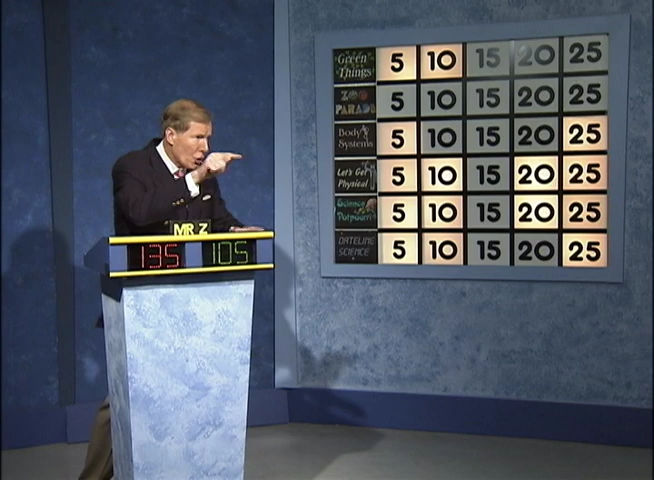 Green Things 5 10 15 20 25
ZOO PARADE 5 10 15 20 25
Body Systems 5 10 15 20 25
Let's Get Physical 5 10 15 20 25
Science Potpourri 5 10 15 20 25
DATELINE SCIENCE 5 10 15 20 25
MR Z
135 105